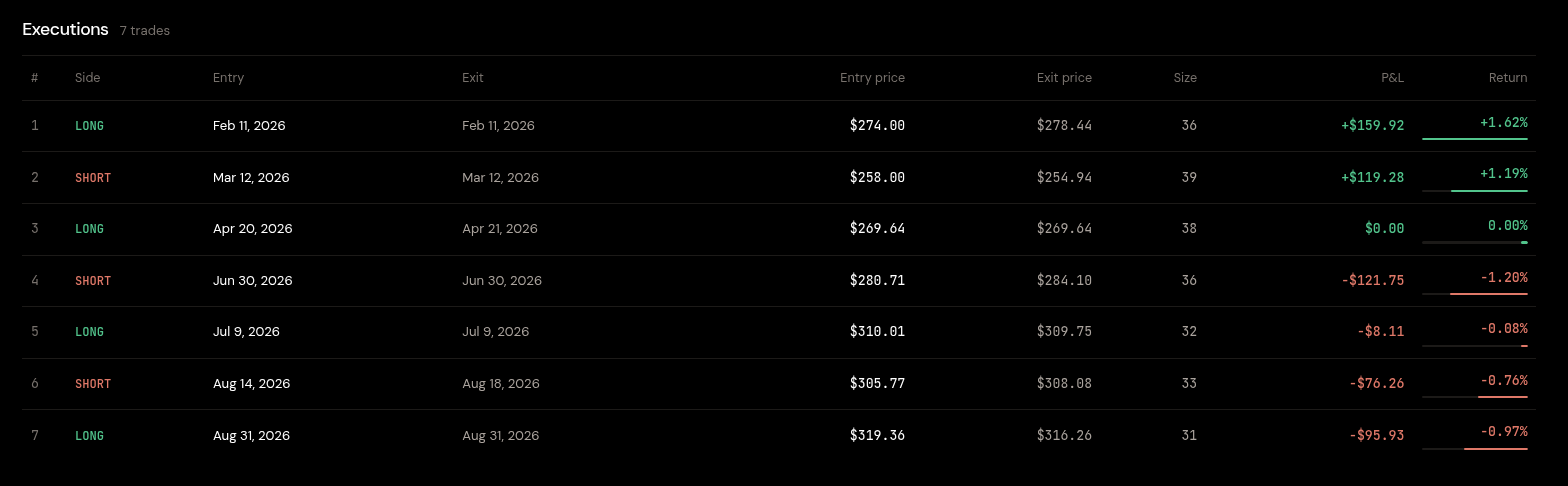 Executions 7 trades
# Side Entry Exit Entry price Exit price Size P&L Return
1 LONG Feb 11, 2026 Feb 11, 2026 $274.00 $278.44 36 +$159.92 +1.62%
2 SHORT Mar 12, 2026 Mar 12, 2026 $258.00 $254.94 39 +$119.28 +1.19%
3 LONG Apr 20, 2026 Apr 21, 2026 $269.64 $269.64 38 $0.00 0.00%
4 SHORT Jun 30, 2026 Jun 30, 2026 $280.71 $284.10 36 -$121.75 -1.20%
5 LONG Jul 9, 2026 Jul 9, 2026 $310.01 $309.75 32 -$8.11 -0.08%
6 SHORT Aug 14, 2026 Aug 18, 2026 $305.77 $308.08 33 -$76.26 -0.76%
7 LONG Aug 31, 2026 Aug 31, 2026 $319.36 $316.26 31 -$95.93 -0.97%